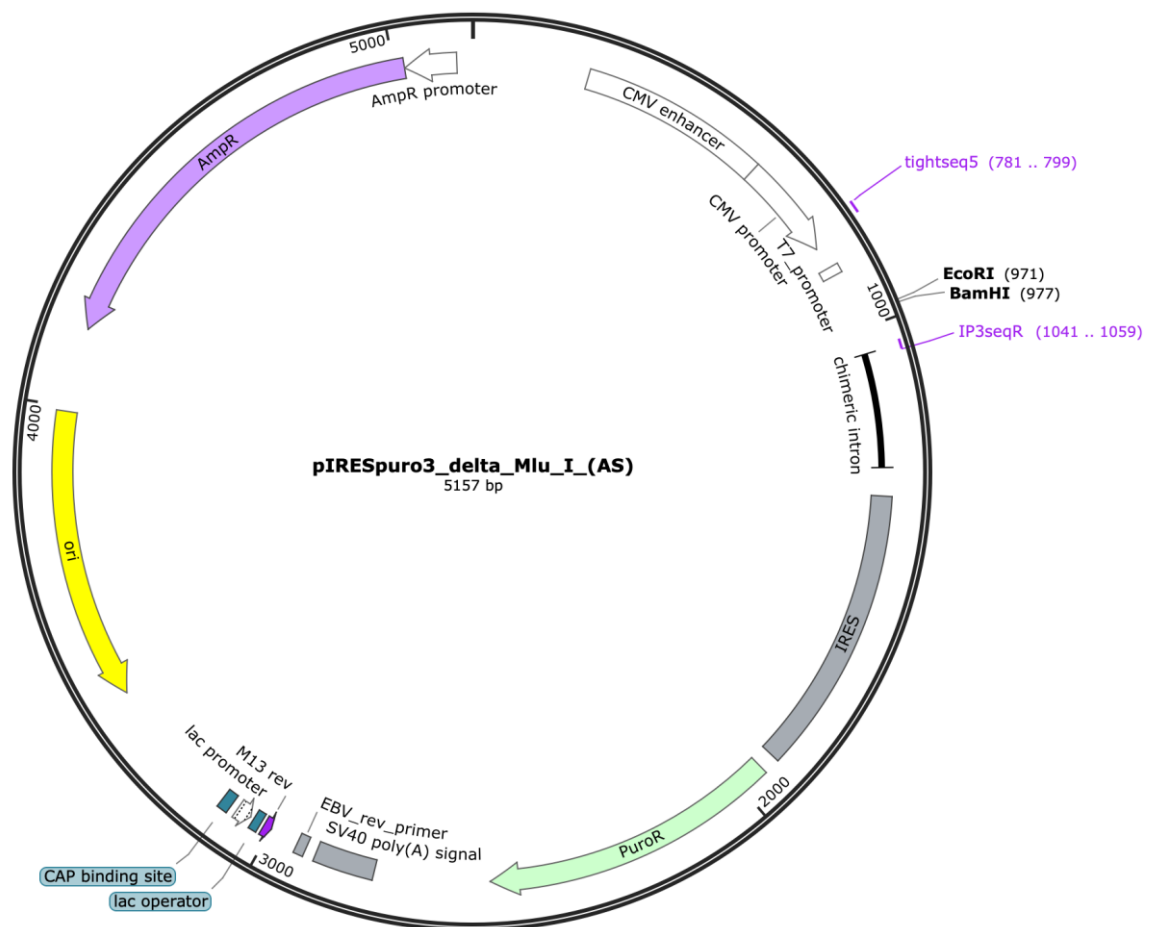 5000
AmpR promoter
CMV enhancer
AmpR
tightseq5 (781 .. 799)
CMV promoter
T7_promoter
EcoRI (971)
1000
BamHI (977)
IP3seqR (1041 .. 1059)
chimeric intron
4000
pIRESpuro3_delta_Mlu_I_(AS)
5157 bp
ori
IRES
lac promoter
M13 rev
2000
EBV_rev_primer
SV40 poly(A) signal
PuroR
3000
CAP binding site
lac operator